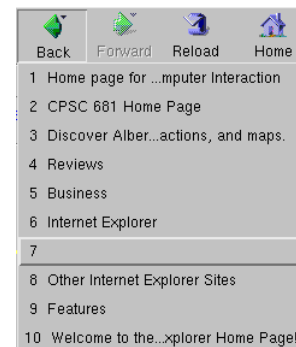 Back Forward Reload Home
1 Home page for ...mputer Interaction
2 CPSC 681 Home Page
3 Discover Alber...actions, and maps.
4 Reviews
5 Business
6 Internet Explorer
7
8 Other Internet Explorer Sites
9 Features
10 Welcome to the...xplorer Home Page!